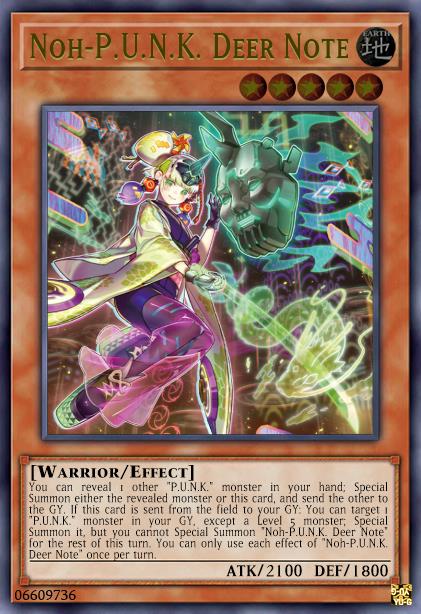 NOH-P.U.N.K. DEER NOTE
EARTH
地
[WARRIOR/EFFECT]
You can reveal 1 other "P.U.N.K." monster in your hand; Special
Summon either the revealed monster or this card, and send the other to
the GY. If this card is sent from the field to your GY: You can target 1
"P.U.N.K." monster in your GY, except a Level 5 monster; Special
Summon it, but you cannot Special Summon "Noh-P.U.N.K. Deer Note"
for the rest of this turn. You can only use each effect of "Noh-P.U.N.K.
Deer Note" once per turn.
ATK/2100 DEF/1800
06609736